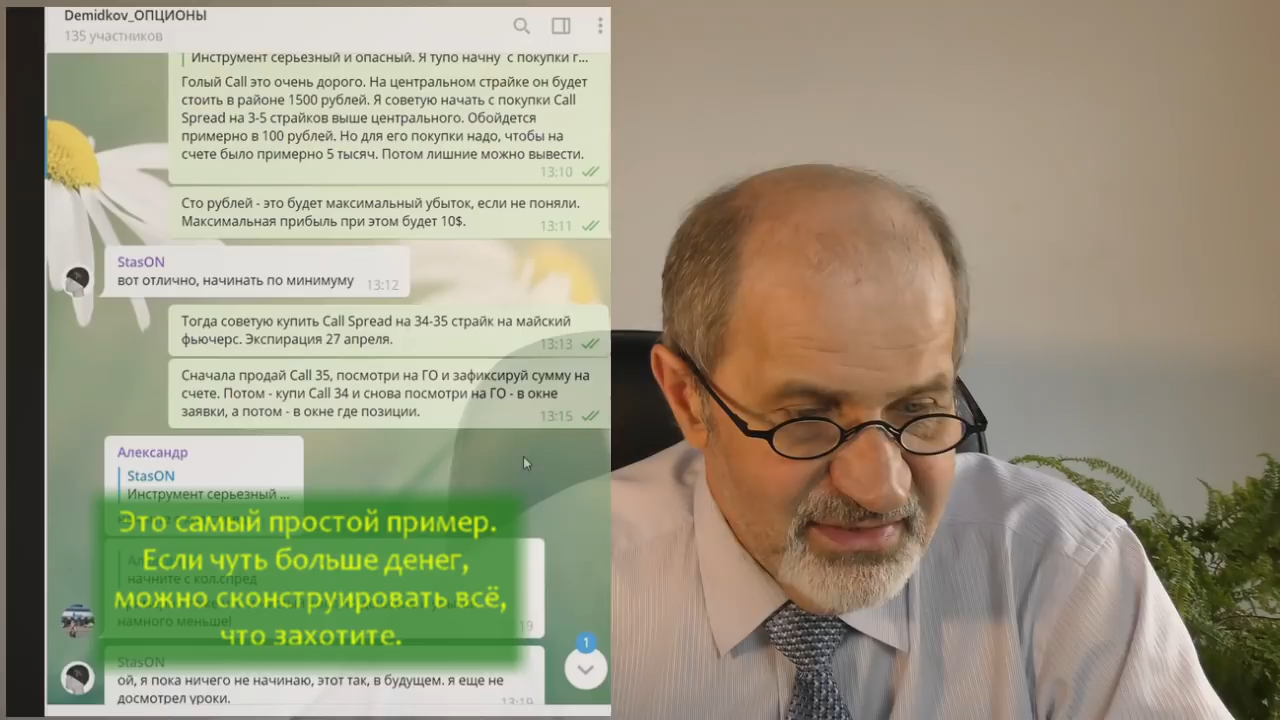 Demidkov_ОПЦИОНЫ
135 участников
Инструмент серьезный и опасный. Я тупо начну с покупки г...
Голый Call это очень дорого. На центральном страйке он будет
стоить в районе 1500 рублей. Я советую начать с покупки Call
Spread на 3-5 страйков выше центрального. Обойдется
примерно в 100 рублей. Но для его покупки надо, чтобы на
счете было примерно 5 тысяч. Потом лишние можно вывести.
13:10
Сто рублей - это будет максимальный убыток, если не поняли.
Максимальная прибыль при этом будет 10$.
13:11
StasON
вот отлично, начинать по минимуму
13:12
Тогда советую купить Call Spread на 34-35 страйк на майский
фьючерс. Экспирация 27 апреля.
13:13
Сначала продай Call 35, посмотри на ГО и зафиксируй сумму на
счете. Потом - купи Call 34 и снова посмотри на ГО - в окне
заявки, а потом - в окне где позиции.
13:15
Александр
StasON
Инструмент серьезный ...
Это самый простой пример.
Если чуть больше денег,
можно сконструировать всё,
что захотите.
начните с кол.спред
намного меньше!
19
1
StasON
ой, я пока ничего не начинаю, этот так, в будущем. я еще не
досмотрел уроки.
13:19